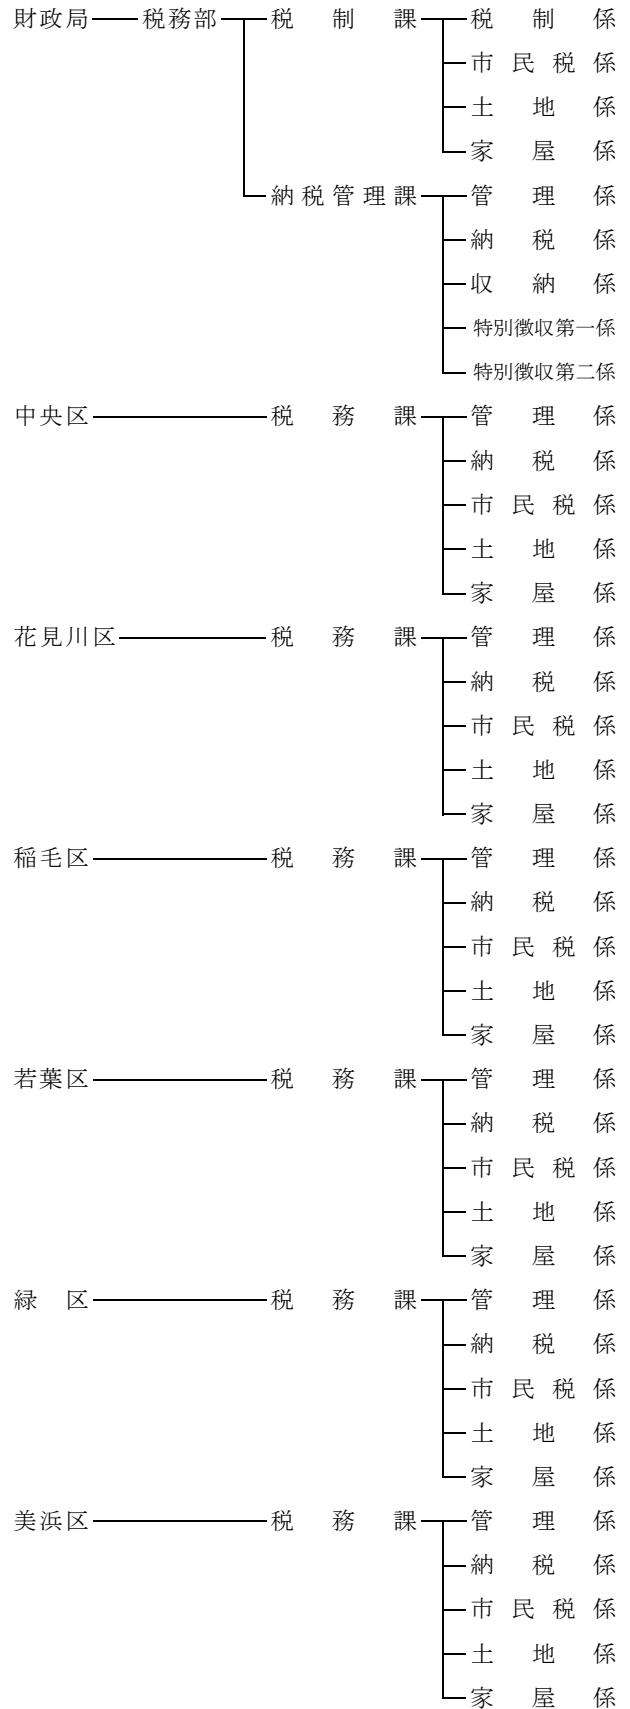 財政局 税務部 税制課 税制係
市民税係
土地係
家屋係
納税管理課 管理係
納税係
収納係
特別徴収第一係
特別徴収第二係
中央区 税務課 管理係
納税係
市民税係
土地係
家屋係
花見川区 税務課 管理係
納税係
市民税係
土地係
家屋係
稲毛区 税務課 管理係
納税係
市民税係
土地係
家屋係
若葉区 税務課 管理係
納税係
市民税係
土地係
家屋係
緑区 税務課 管理係
納税係
市民税係
土地係
家屋係
美浜区 税務課 管理係
納税係
市民税係
土地係
家屋係